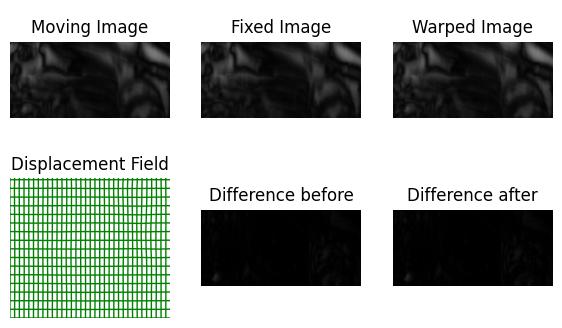 Moving Image
Fixed Image
Warped Image
Displacement Field
Difference before
Difference after